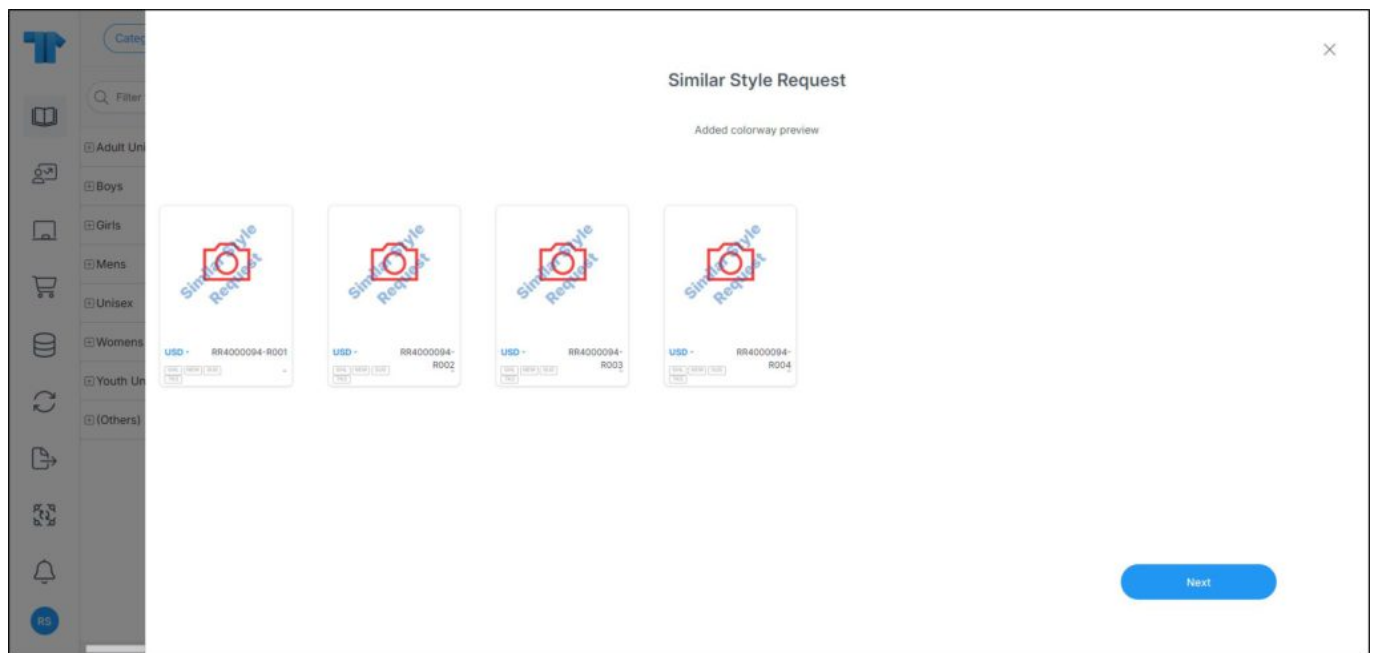 Categ
Similar Style Request
Filter
Added colorway preview
Adult Uni
Boys
Girls
Mens
Unisex
Womens
Youth Un
(Others)
Similar Style
Request
Similar Style
Request
Similar Style
Request
Similar Style
Request
USD -
RR4000094-R001
USD -
RR4000094-
R002
USD -
RR4000094-
R003
USD -
RR4000094-
R004
Next
RS